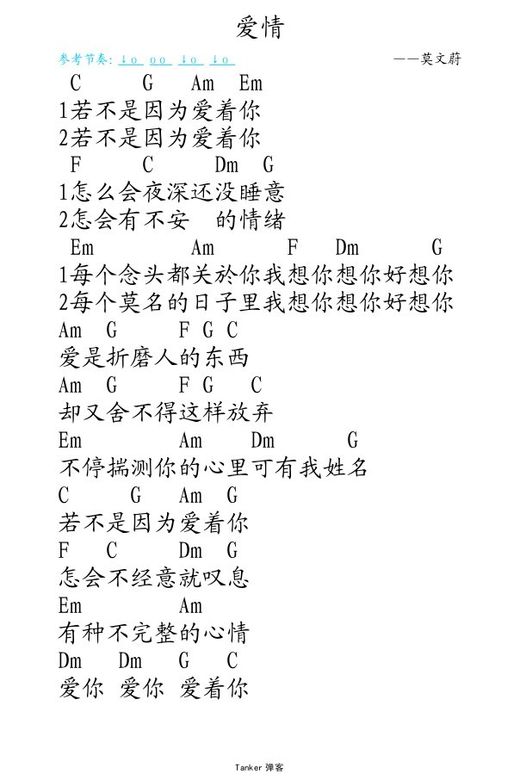 爱情
参考节奏: ↓o oo ↓o ↓o ——莫文蔚
C G Am Em
1若不是因为爱着你
2若不是因为爱着你
F C Dm G
1怎么会夜深还没睡意
2怎会有不安 的情绪
Em Am F Dm G
1每个念头都关於你我想你想你好想你
2每个莫名的日子里我想你想你好想你
Am G F G C
爱是折磨人的东西
Am G F G C
却又舍不得这样放弃
Em Am Dm G
不停揣测你的心里可有我姓名
C G Am G
若不是因为爱着你
F C Dm G
怎会不经意就叹息
Em Am
有种不完整的心情
Dm Dm G C
爱你 爱你 爱着你
Tanker 弹客